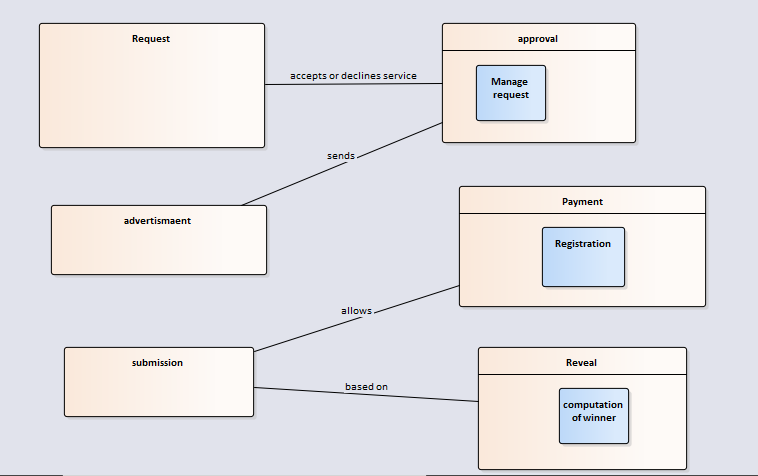 Request
accepts or declines service
approval
Manage
request
sends
advertismaent
Payment
Registration
allows
submission
based on
Reveal
computation
of winner